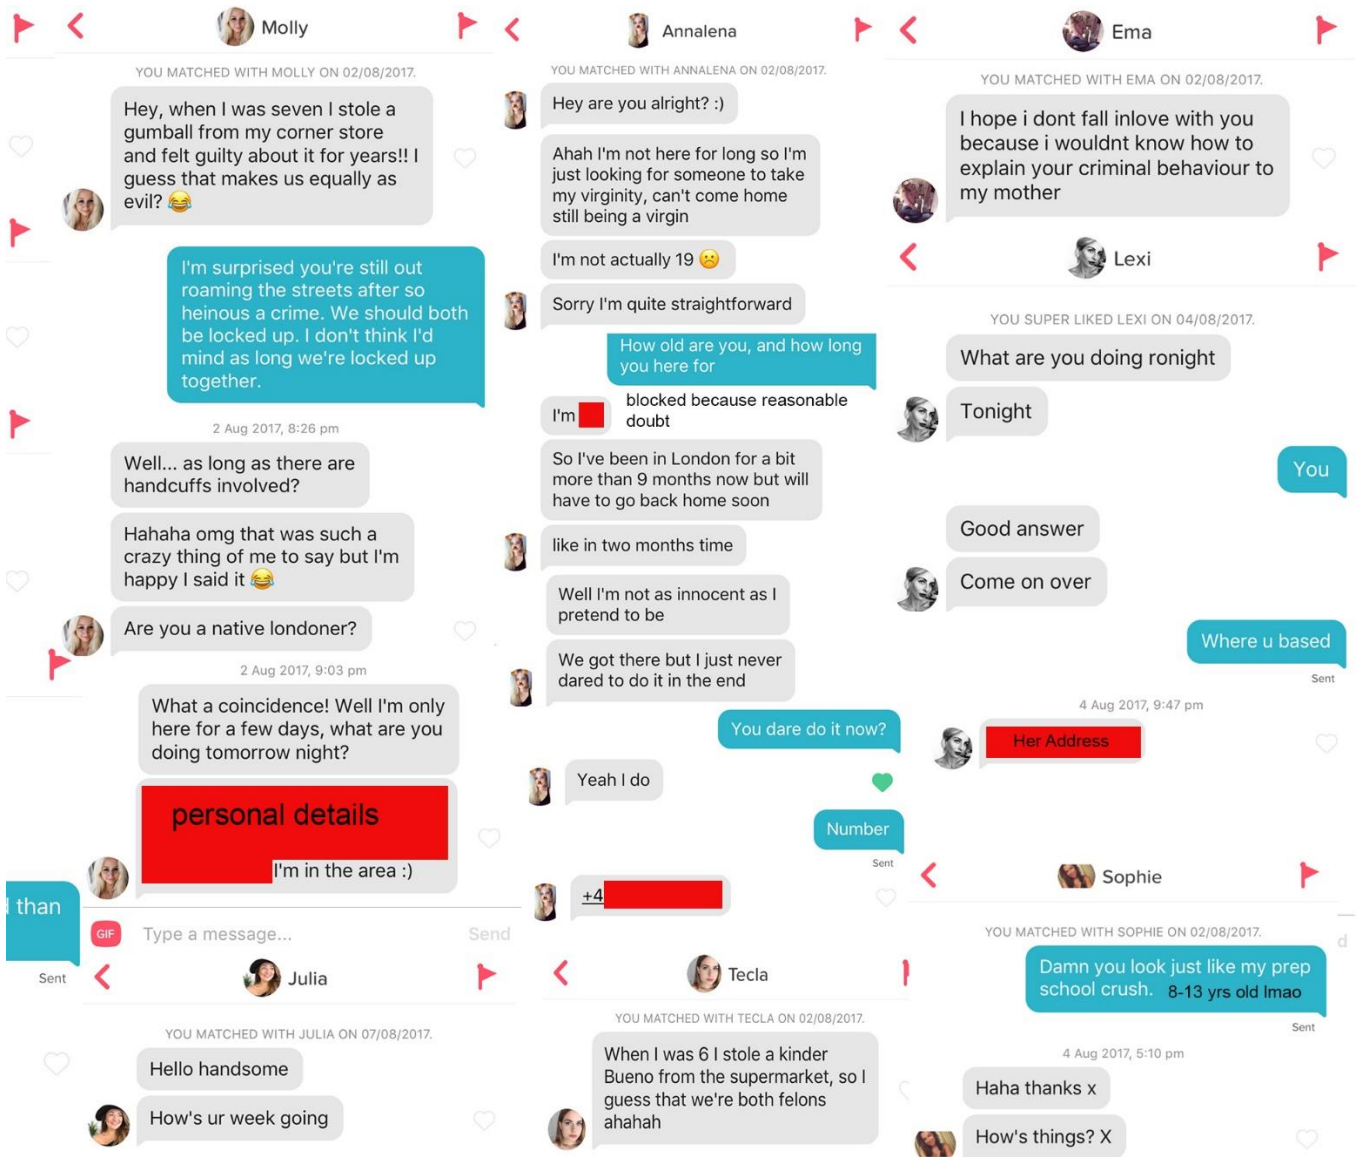 Molly
YOU MATCHED WITH MOLLY ON 02/08/2017.
Hey, when I was seven I stole a
gumball from my corner store
and felt guilty about it for years!! I
guess that makes us equally as
evil? 😂
I'm surprised you're still out
roaming the streets after so
heinous a crime. We should both
be locked up. I don't think I'd
mind as long we're locked up
together.
2 Aug 2017, 8:26 pm
Well... as long as there are
handcuffs involved?
Hahaha omg that was such a
crazy thing of me to say but I'm
happy I said it 😂
Are you a native londoner?
2 Aug 2017, 9:03 pm
What a coincidence! Well I'm only
here for a few days, what are you
doing tomorrow night?
personal details
I'm in the area :)
GIF
Type a message...
Send
than
Sent
Julia
YOU MATCHED WITH JULIA ON 07/08/2017.
Hello handsome
How's ur week going
Annalena
YOU MATCHED WITH ANNALENA ON 02/08/2017.
Hey are you alright? :)
Ahah I'm not here for long so I'm
just looking for someone to take
my virginity, can't come home
still being a virgin
I'm not actually 19 ☹️
Sorry I'm quite straightforward
How old are you, and how long
you here for
I'm
blocked because reasonable
doubt
So I've been in London for a bit
more than 9 months now but will
have to go back home soon
like in two months time
Well I'm not as innocent as I
pretend to be
We got there but I just never
dared to do it in the end
You dare do it now?
Yeah I do
Number
Sent
+4
Tecla
YOU MATCHED WITH TECLA ON 02/08/2017.
When I was 6 I stole a kinder
Bueno from the supermarket, so I
guess that we're both felons
ahahah
Ema
YOU MATCHED WITH EMA ON 02/08/2017.
I hope i dont fall inlove with you
because i wouldnt know how to
explain your criminal behaviour to
my mother
Lexi
YOU SUPER LIKED LEXI ON 04/08/2017.
What are you doing ronight
Tonight
You
Good answer
Come on over
Where u based
Sent
4 Aug 2017, 9:47 pm
Her Address
Sophie
YOU MATCHED WITH SOPHIE ON 02/08/2017.
d
Damn you look just like my prep
school crush. 8-13 yrs old lmao
Sent
4 Aug 2017, 5:10 pm
Haha thanks x
How's things? X